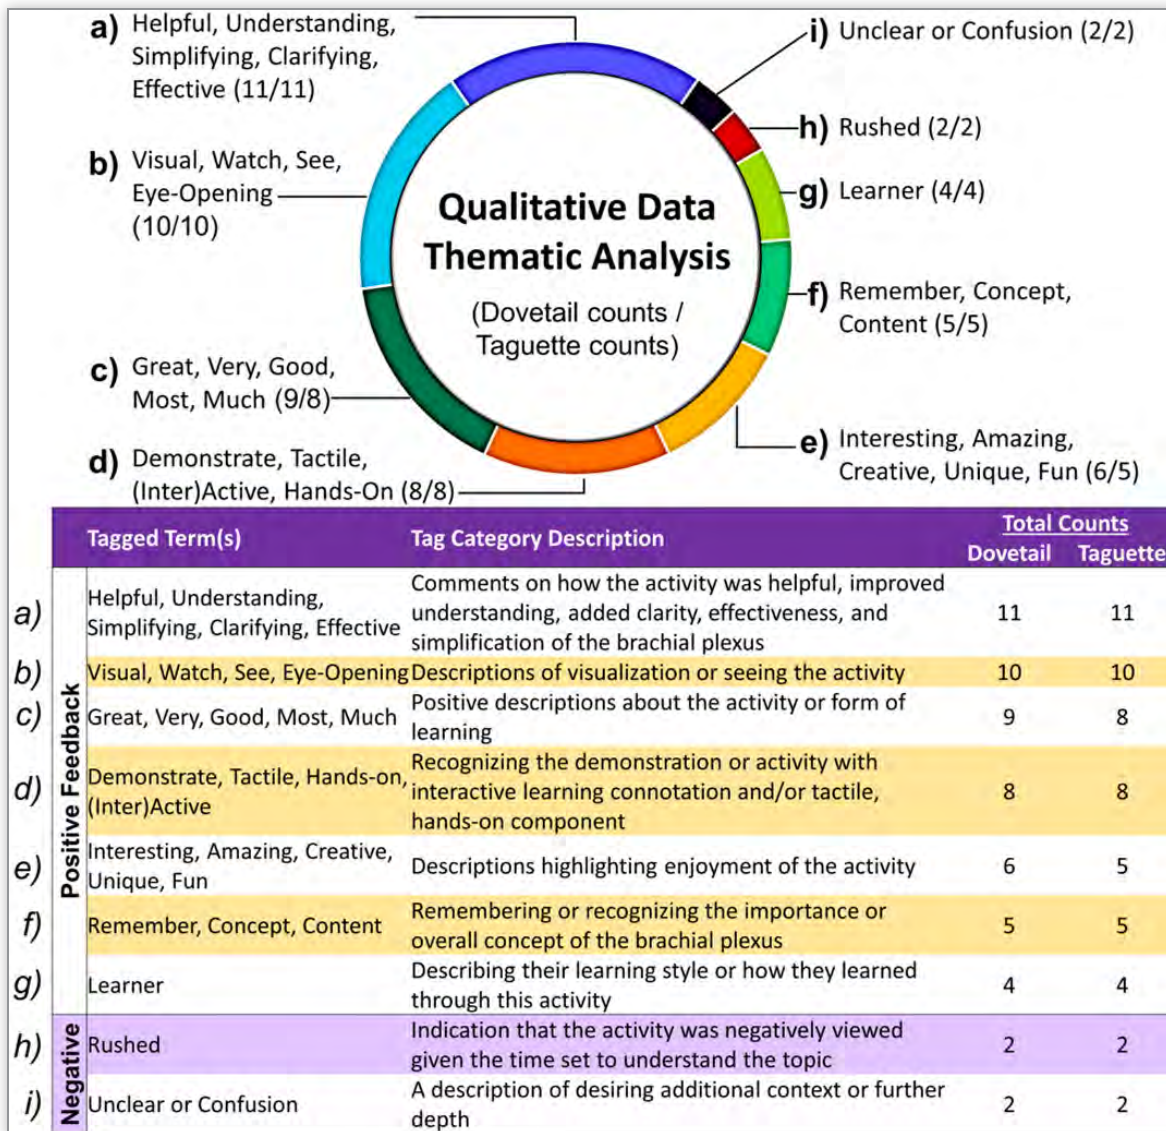 a) Helpful, Understanding,
Simplifying, Clarifying,
Effective (11/11)
i) Unclear or Confusion (2/2)
h) Rushed (2/2)
b) Visual, Watch, See,
Eye-Opening
(10/10)
g) Learner (4/4)
Qualitative Data
Thematic Analysis
(Dovetail counts /
Taguette counts)
f) Remember, Concept,
Content (5/5)
c) Great, Very, Good,
Most, Much (9/8)
d) Demonstrate, Tactile,
(Inter)Active, Hands-On (8/8)
e) Interesting, Amazing,
Creative, Unique, Fun (6/5)
Total Counts
Tagged Term(s) Tag Category Description Dovetail Taguette
Positive Feedback
a) Helpful, Understanding,
Simplifying, Clarifying, Effective
Comments on how the activity was helpful, improved
understanding, added clarity, effectiveness, and
simplification of the brachial plexus
11 11
b) Visual, Watch, See, Eye-Opening Descriptions of visualization or seeing the activity 10 10
c) Great, Very, Good, Most, Much
Positive descriptions about the activity or form of
learning
9 8
d) Demonstrate, Tactile, Hands-on,
(Inter)Active
Recognizing the demonstration or activity with
interactive learning connotation and/or tactile,
hands-on component
8 8
e) Interesting, Amazing, Creative,
Unique, Fun
Descriptions highlighting enjoyment of the activity 6 5
f) Remember, Concept, Content
Remembering or recognizing the importance or
overall concept of the brachial plexus
5 5
g) Learner
Describing their learning style or how they learned
through this activity
4 4
Negative
h) Rushed
Indication that the activity was negatively viewed
given the time set to understand the topic
2 2
i) Unclear or Confusion
A description of desiring additional context or further
depth
2 2